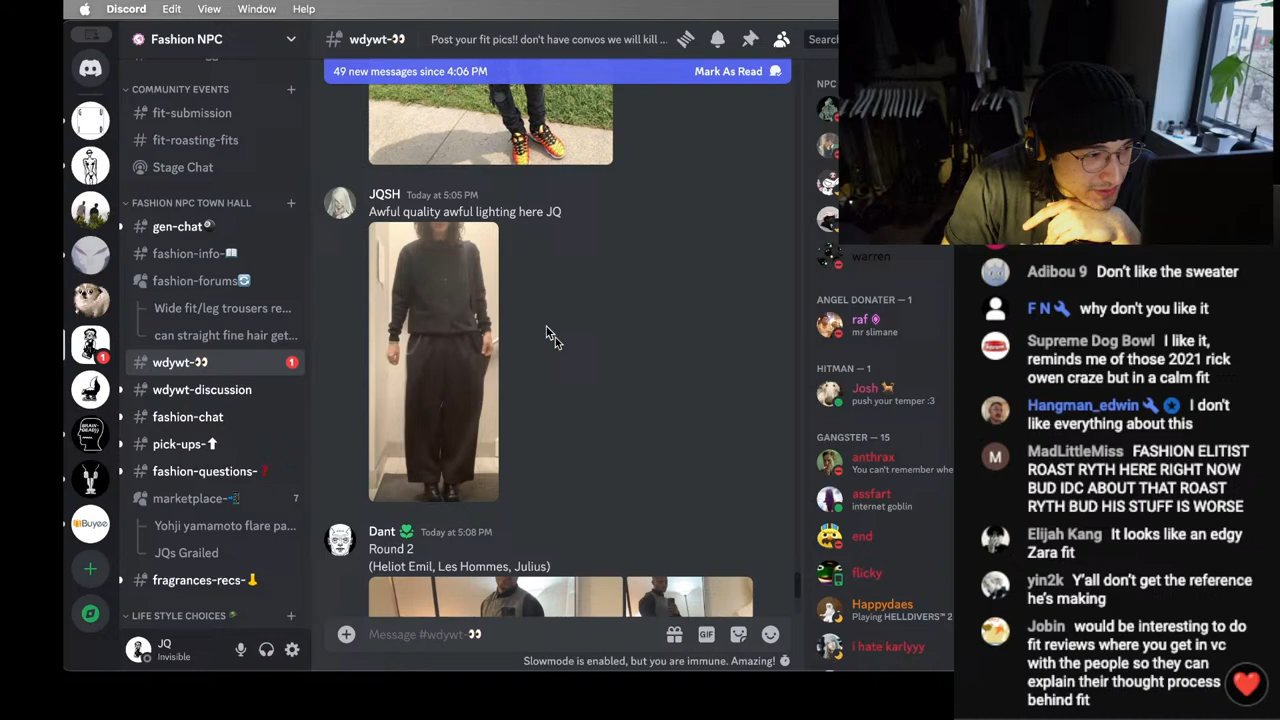 Discord Edit View Window Help
Fashion NPC
COMMUNITY EVENTS
fit-submission
fit-roasting-fits
Stage Chat
FASHION NPC TOWN HALL
gen-chat
fashion-info-
fashion-forums
Wide fit/leg trousers re...
can straight fine hair get...
wdywt- 1
wdywt-discussion
fashion-chat
pick-ups-
fashion-questions-
marketplace- 7
Yohji yamamoto flare pa...
JQs Grailed
fragrances-recs-
LIFE STYLE CHOICES
JQ
Invisible
1
BRAIN
DEAD
Buyee
wdywt- Post your fit pics!! don't have convos we will kill ... Search
49 new messages since 4:06 PM Mark As Read
JQSH Today at 5:05 PM
Awful quality awful lighting here JQ
Dant Today at 5:08 PM
Round 2
(Heliot Emil, Les Hommes, Julius)
Message #wdywt- GIF
Slowmode is enabled, but you are immune. Amazing!
NPC
warren
ANGEL DONATER — 1
raf
mr slimane
HITMAN — 1
Josh
push your temper :3
GANGSTER — 15
anthrax
You can't remember whe
assfart
internet goblin
end
flicky
Happydaes
Playing HELLDIVERS™ 2
i hate karlyyy
Adibou 9 Don't like the sweater
F N why don't you like it
Supreme Dog Bowl I like it,
reminds me of those 2021 rick
owen craze but in a calm fit
Hangman_edwin I don't
like everything about this
M
MadLittleMiss FASHION ELITIST
ROAST RYTH HERE RIGHT NOW
BUD IDC ABOUT THAT ROAST
RYTH BUD HIS STUFF IS WORSE
Elijah Kang It looks like an edgy
Zara fit
yin2k Y'all don't get the reference
he's making
Jobin would be interesting to do
fit reviews where you get in vc
with the people so they can
explain their thought process
behind fit